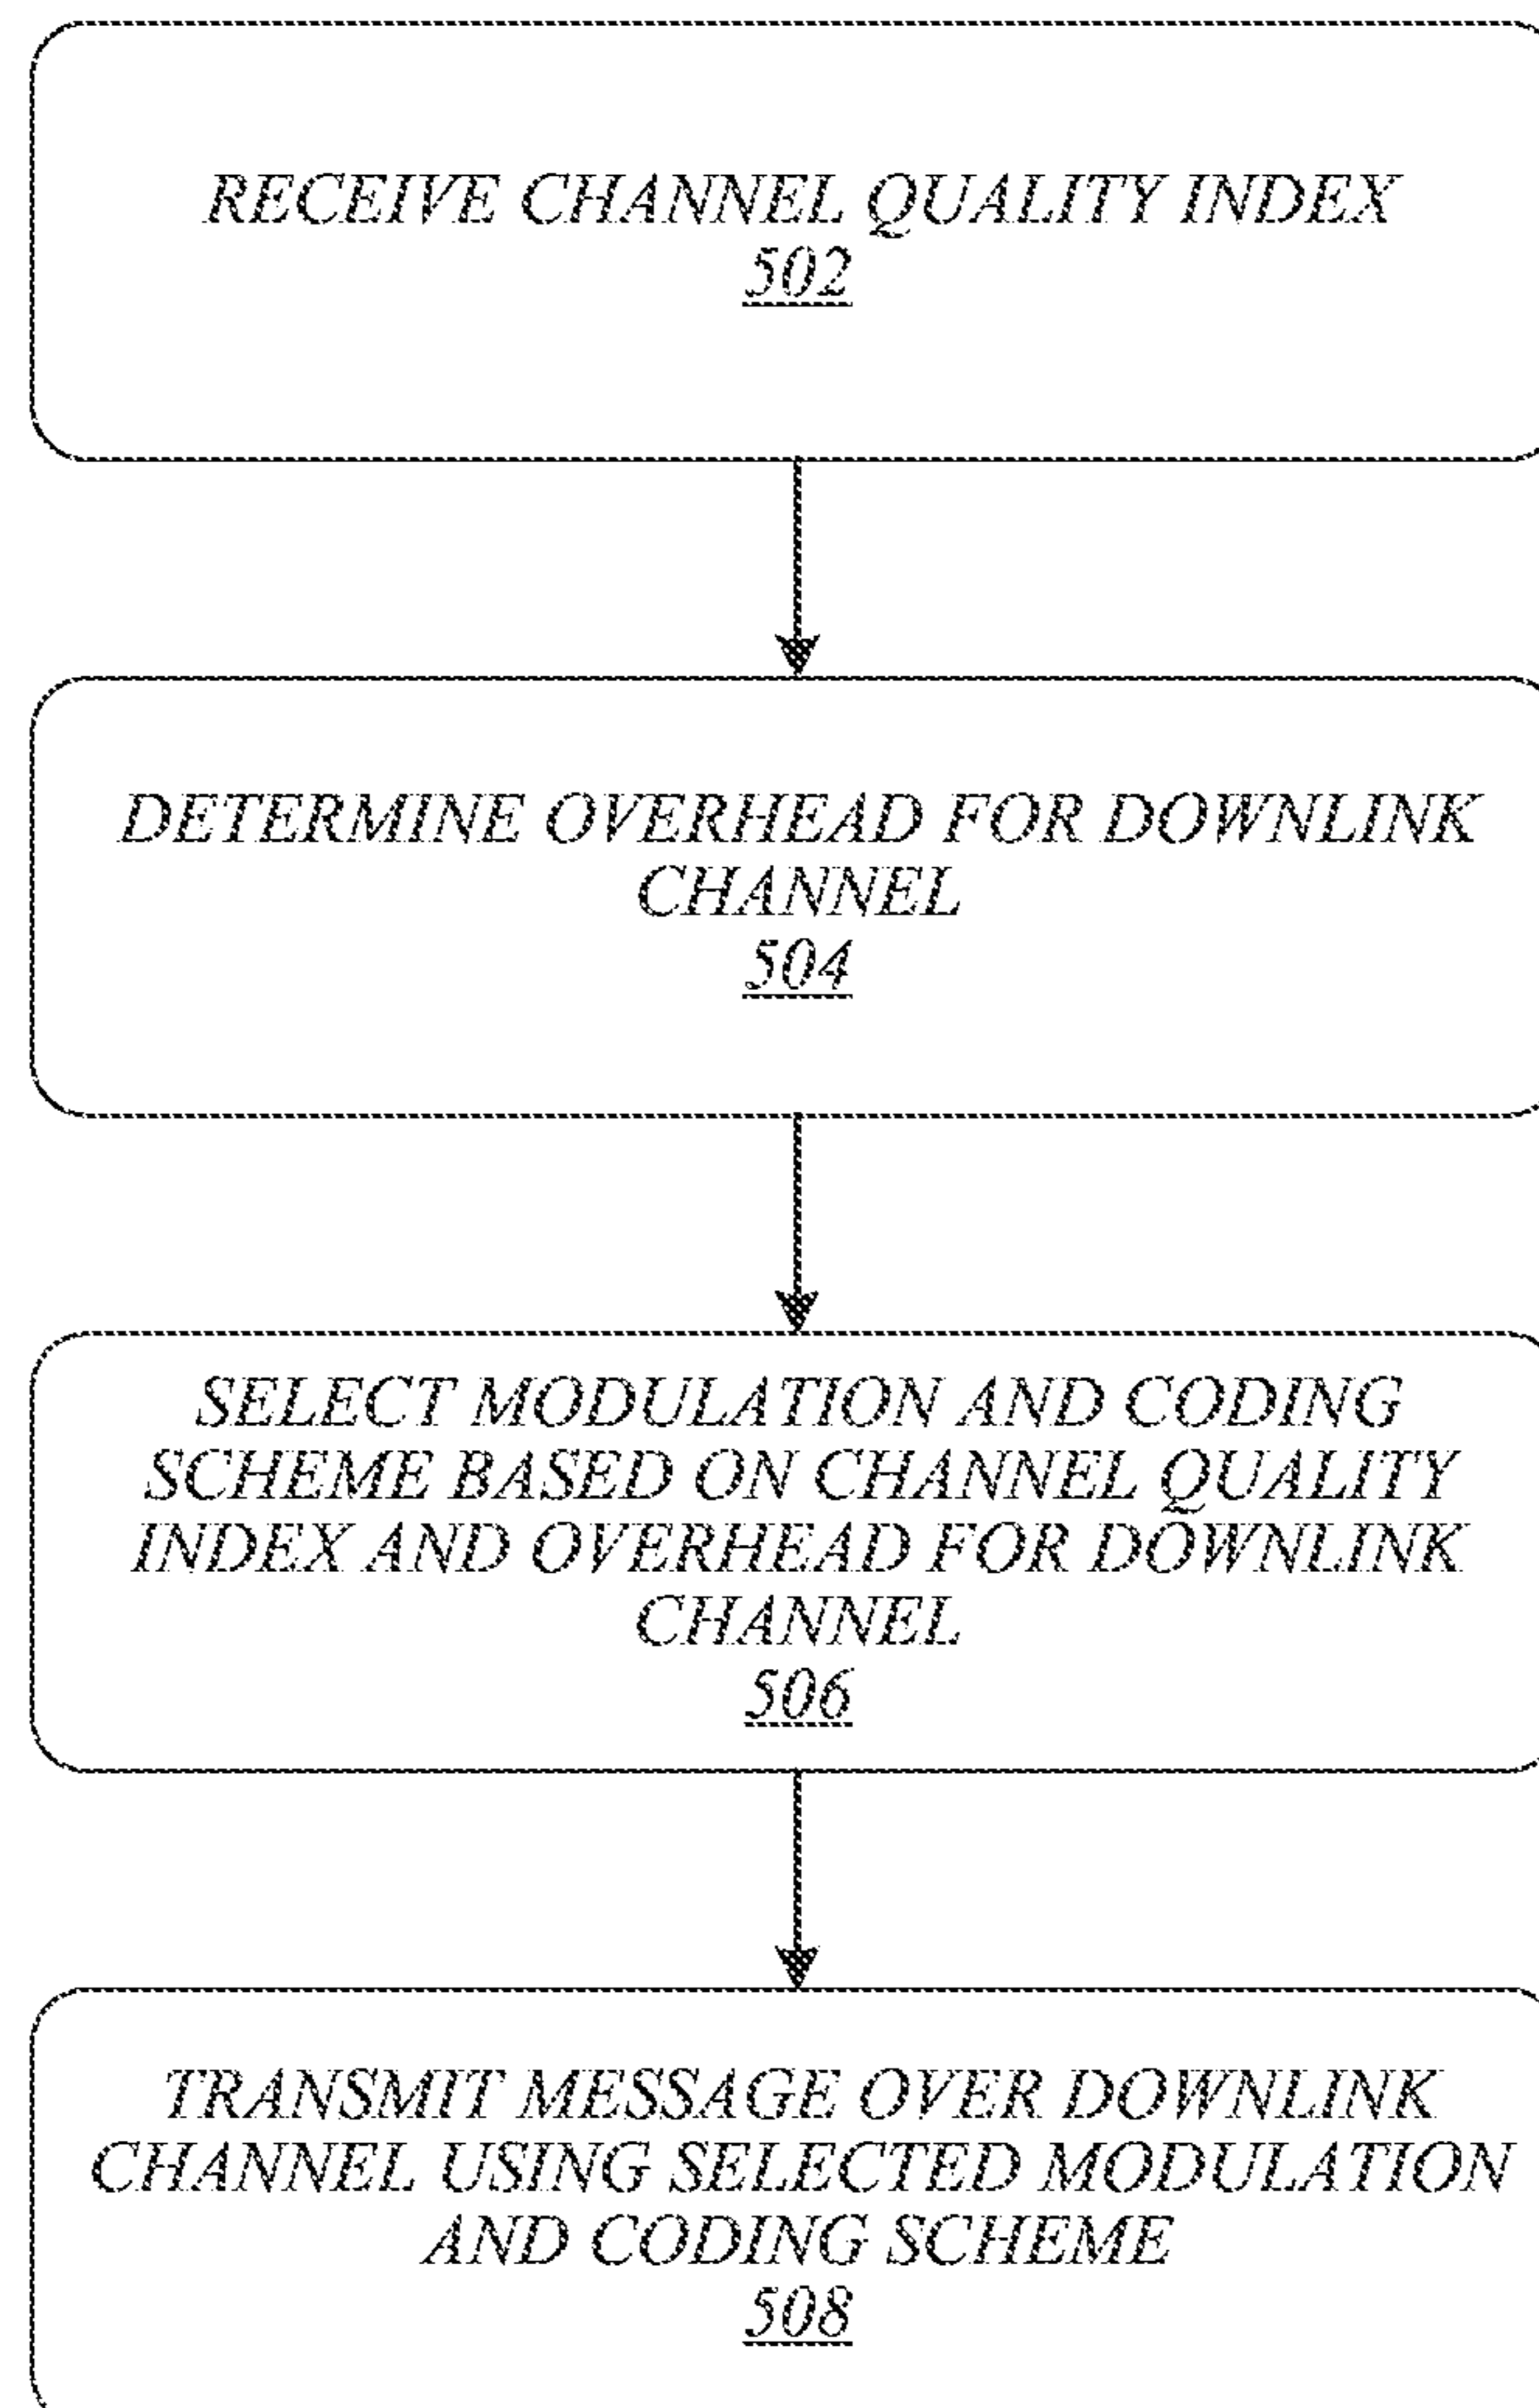 RECEIVE CHANNEL QUALITY INDEX
502
DETERMINE OVERHEAD FOR DOWNLINK
CHANNEL
504
SELECT MODULATION AND CODING
SCHEME BASED ON CHANNEL QUALITY
INDEX AND OVERHEAD FOR DOWNLINK
CHANNEL
506
TRANSMIT MESSAGE OVER DOWNLINK
CHANNEL USING SELECTED MODULATION
AND CODING SCHEME
508